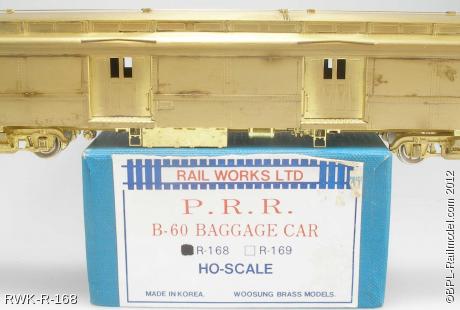 RAIL WORKS LTD
P.R.R.
B-60 BAGGAGE CAR
R-168 R-169
HO-SCALE
MADE IN KOREA. WOOSUNG BRASS MODELS.
RWK-R-168
©BPL-Railmodel.com 2012